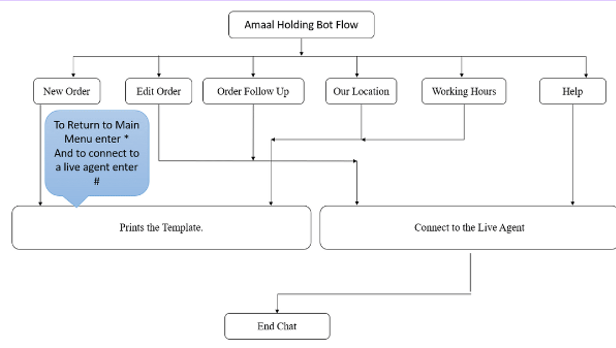 Amaal Holding Bot Flow
New Order
Edit Order
Order Follow Up
Our Location
Working Hours
Help
To Return to Main
Menu enter *
And to connect to
a live agent enter
#
Prints the Template.
Connect to the Live Agent
End Chat